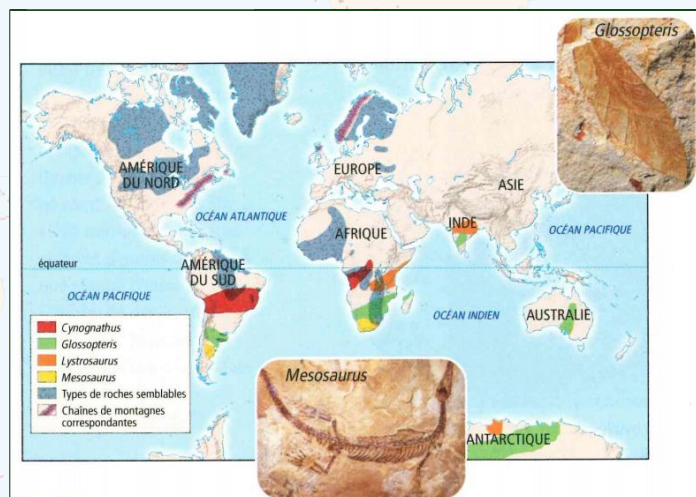 Glossopteris
AMÉRIQUE
DU NORD
EUROPE
ASIE
OCÉAN ATLANTIQUE
INDE
AFRIQUE
OCÉAN PACIFIQUE
équateur
AMÉRIQUE
DU SUD
OCÉAN PACIFIQUE
OCÉAN INDIEN
AUSTRALIE
Cynognathus
Glossopteris
Lystrosaurus
Mesosaurus
Types de roches semblables
Chaînes de montagnes
correspondantes
Mesosaurus
ANTARCTIQUE